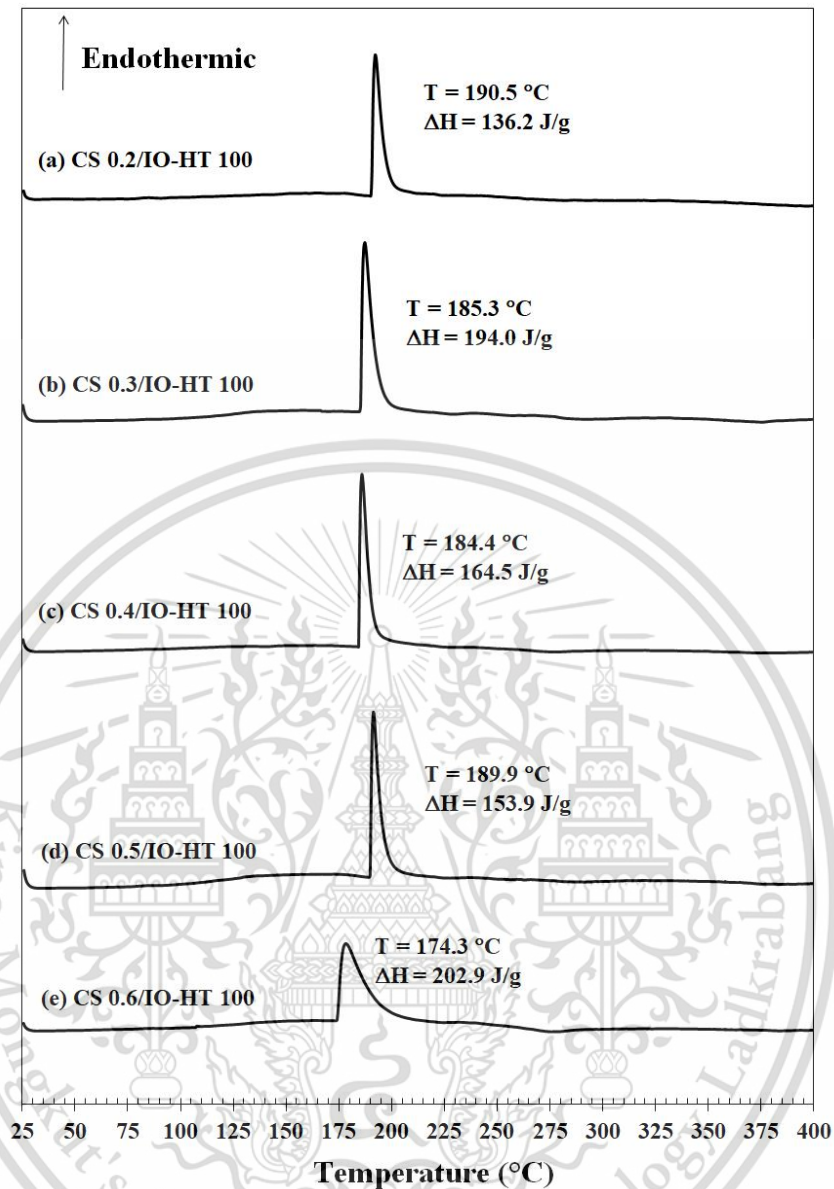 Endothermic
T = 190.5 °C
ΔH = 136.2 J/g
(a) CS 0.2/IO-HT 100
T = 185.3 °C
ΔH = 194.0 J/g
(b) CS 0.3/IO-HT 100
T = 184.4 °C
ΔH = 164.5 J/g
(c) CS 0.4/IO-HT 100
T = 189.9 °C
ΔH = 153.9 J/g
(d) CS 0.5/IO-HT 100
T = 174.3 °C
ΔH = 202.9 J/g
(e) CS 0.6/IO-HT 100
25 50 75 100 125 150 175 200 225 250 275 300 325 350 375 400
Temperature (°C)
Mongkut's
Ladkrabang